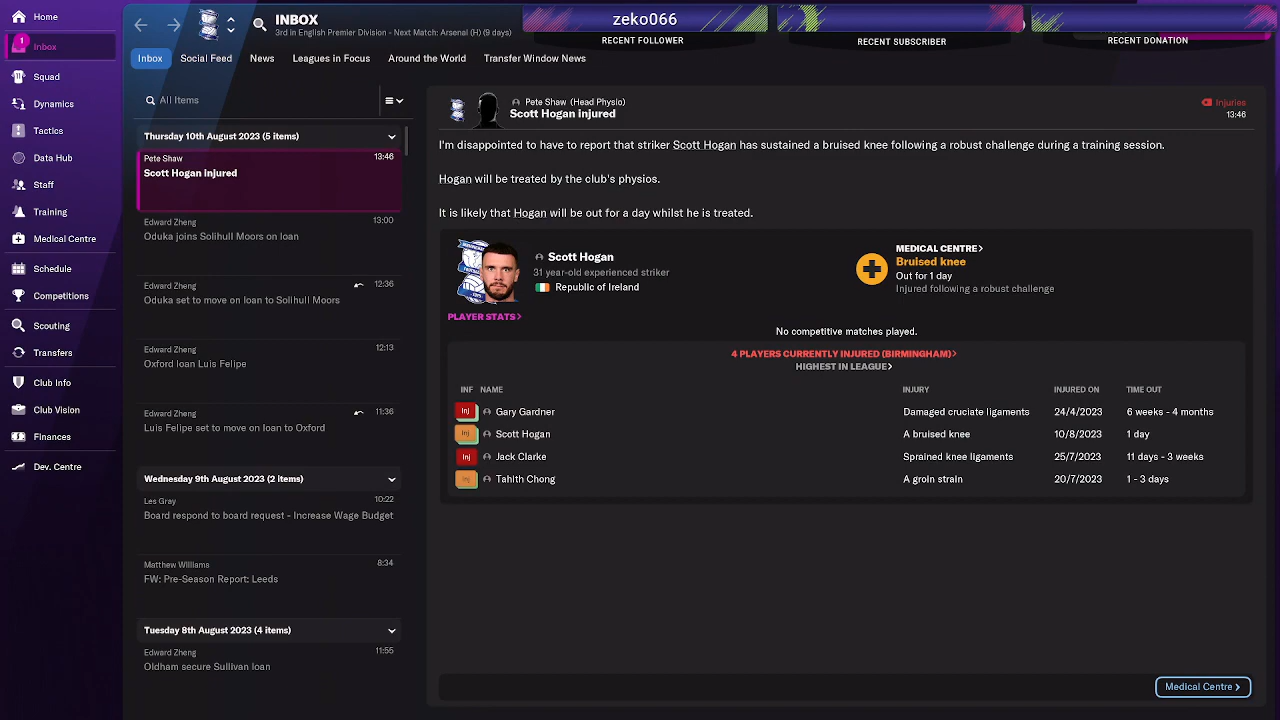 Home
1
Inbox
Squad
Dynamics
Tactics
Data Hub
Staff
Training
Medical Centre
Schedule
Competitions
Scouting
Transfers
Club Info
Club Vision
Finances
Dev. Centre
INBOX
3rd in English Premier Division - Next Match: Arsenal (H) (9 days)
zeko066
RECENT FOLLOWER
RECENT SUBSCRIBER
RECENT DONATION
Inbox
Social Feed
News
Leagues in Focus
Around the World
Transfer Window News
All Items
Thursday 10th August 2023 (5 items)
Pete Shaw
13:46
Scott Hogan injured
Edward Zheng
13:00
Oduka joins Solihull Moors on loan
Edward Zheng
12:36
Oduka set to move on loan to Solihull Moors
Edward Zheng
12:13
Oxford loan Luis Felipe
Edward Zheng
11:36
Luis Felipe set to move on loan to Oxford
Wednesday 9th August 2023 (2 items)
Les Gray
10:22
Board respond to board request - Increase Wage Budget
Matthew Williams
8:34
FW: Pre-Season Report: Leeds
Tuesday 8th August 2023 (4 items)
Edward Zheng
11:55
Oldham secure Sullivan loan
Pete Shaw (Head Physio)
Scott Hogan injured
Injuries
13:46
I'm disappointed to have to report that striker Scott Hogan has sustained a bruised knee following a robust challenge during a training session.
Hogan will be treated by the club's physios.
It is likely that Hogan will be out for a day whilst he is treated.
Scott Hogan
31 year-old experienced striker
Republic of Ireland
MEDICAL CENTRE>
Bruised knee
Out for 1 day
Injured following a robust challenge
PLAYER STATS>
No competitive matches played.
4 PLAYERS CURRENTLY INJURED (BIRMINGHAM)>
HIGHEST IN LEAGUE>
INF NAME INJURY INJURED ON TIME OUT
Inj Gary Gardner Damaged cruciate ligaments 24/4/2023 6 weeks - 4 months
Inj Scott Hogan A bruised knee 10/8/2023 1 day
Inj Jack Clarke Sprained knee ligaments 25/7/2023 11 days - 3 weeks
Inj Tahith Chong A groin strain 20/7/2023 1 - 3 days
Medical Centre >